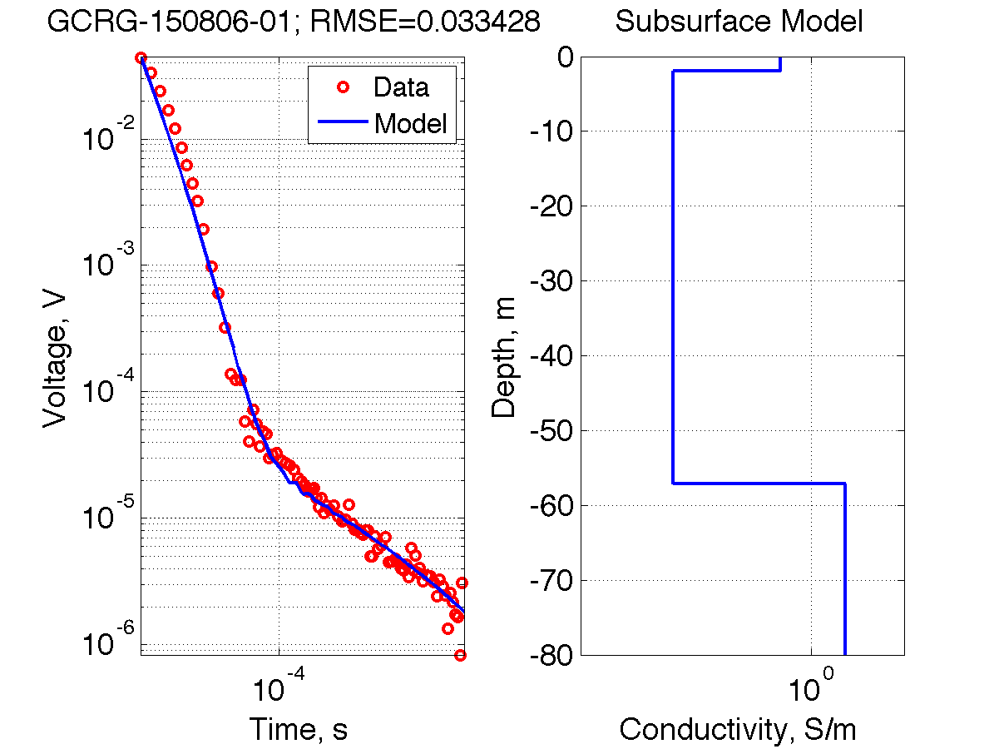 GCRG-150806-01; RMSE=0.033428
Data
Model
10^-2
10^-3
10^-4
10^-5
10^-6
Voltage, V
10^-4
Time, s
Subsurface Model
0
-10
-20
-30
-40
-50
-60
-70
-80
Depth, m
10^0
Conductivity, S/m